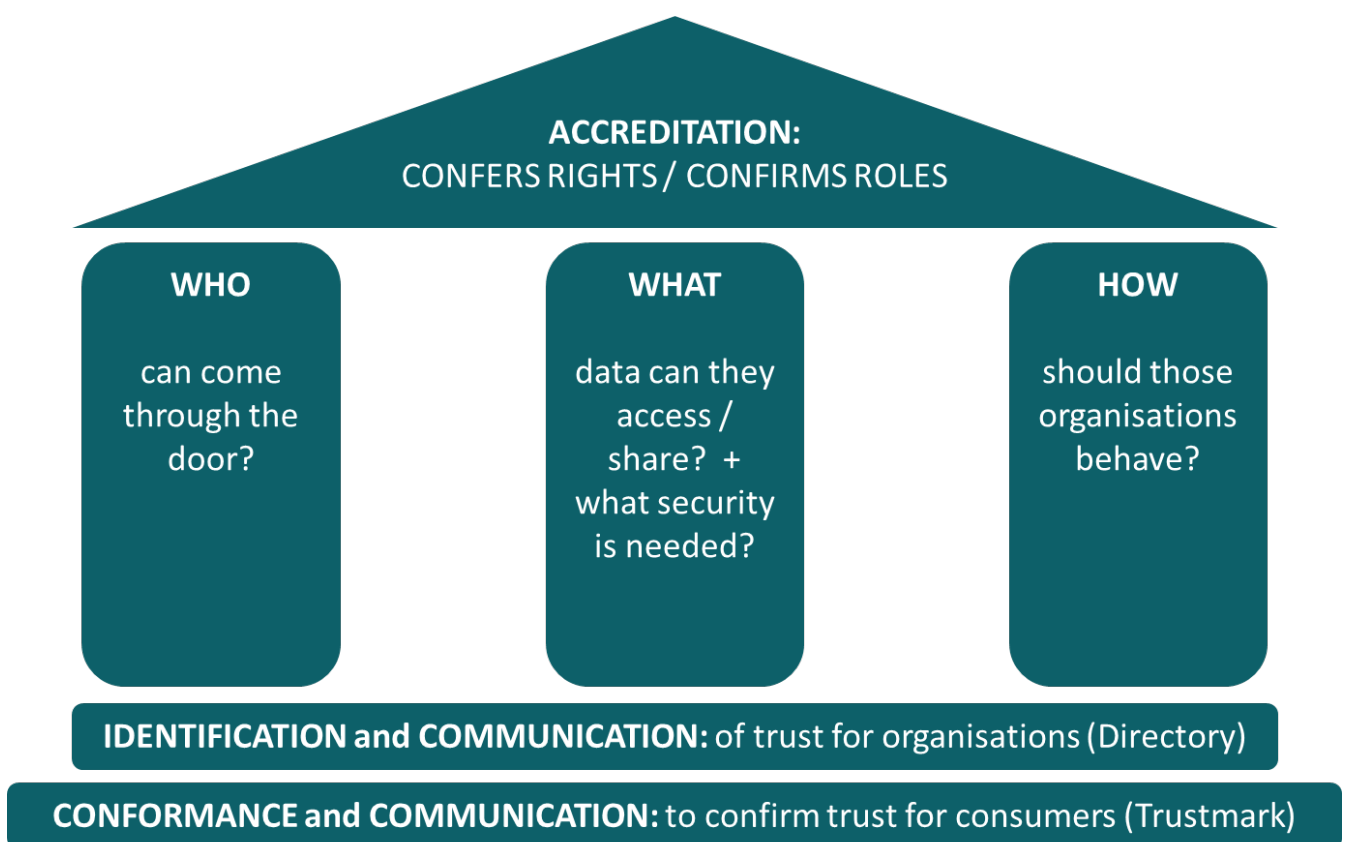 ACCREDITATION:
CONFERS RIGHTS / CONFIRMS ROLES
WHO
can come
through the
door?
WHAT
data can they
access /
share? +
what security
is needed?
HOW
should those
organisations
behave?
IDENTIFICATION and COMMUNICATION: of trust for organisations (Directory)
CONFORMANCE and COMMUNICATION: to confirm trust for consumers (Trustmark)